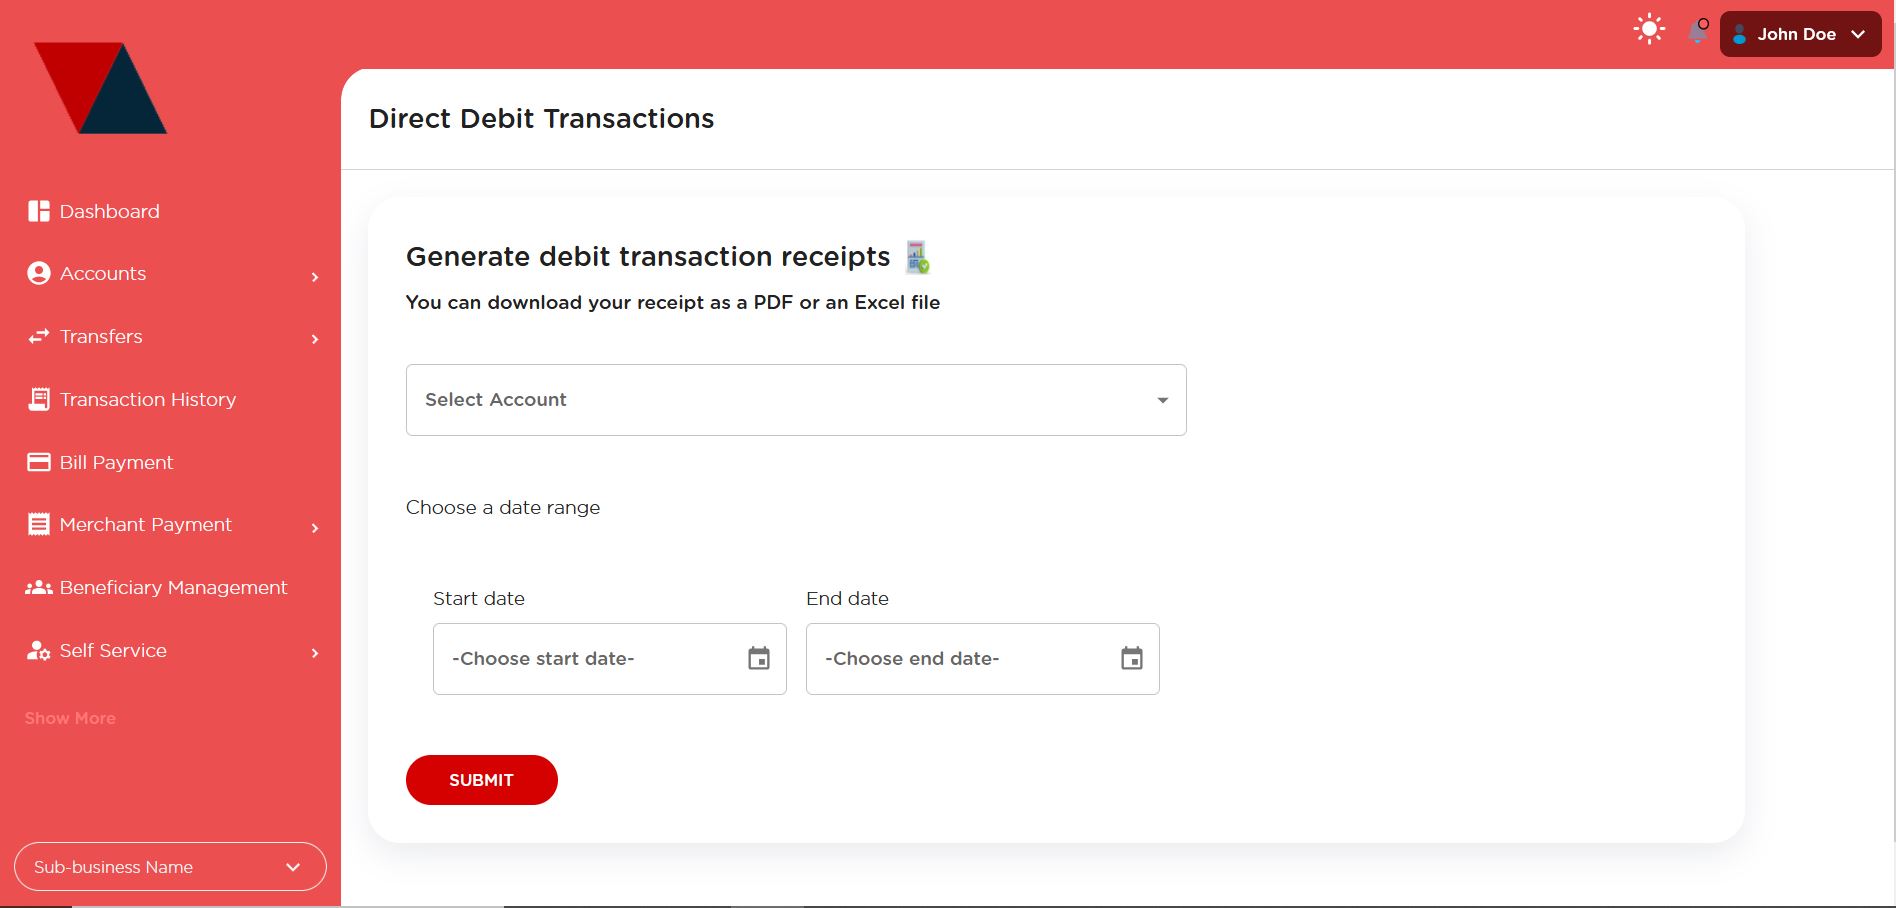 John Doe
Direct Debit Transactions
Dashboard
Accounts
Transfers
Transaction History
Bill Payment
Merchant Payment
Beneficiary Management
Self Service
Show More
Sub-business Name
Generate debit transaction receipts
You can download your receipt as a PDF or an Excel file
Select Account
Choose a date range
Start date
End date
-Choose start date-
-Choose end date-
SUBMIT